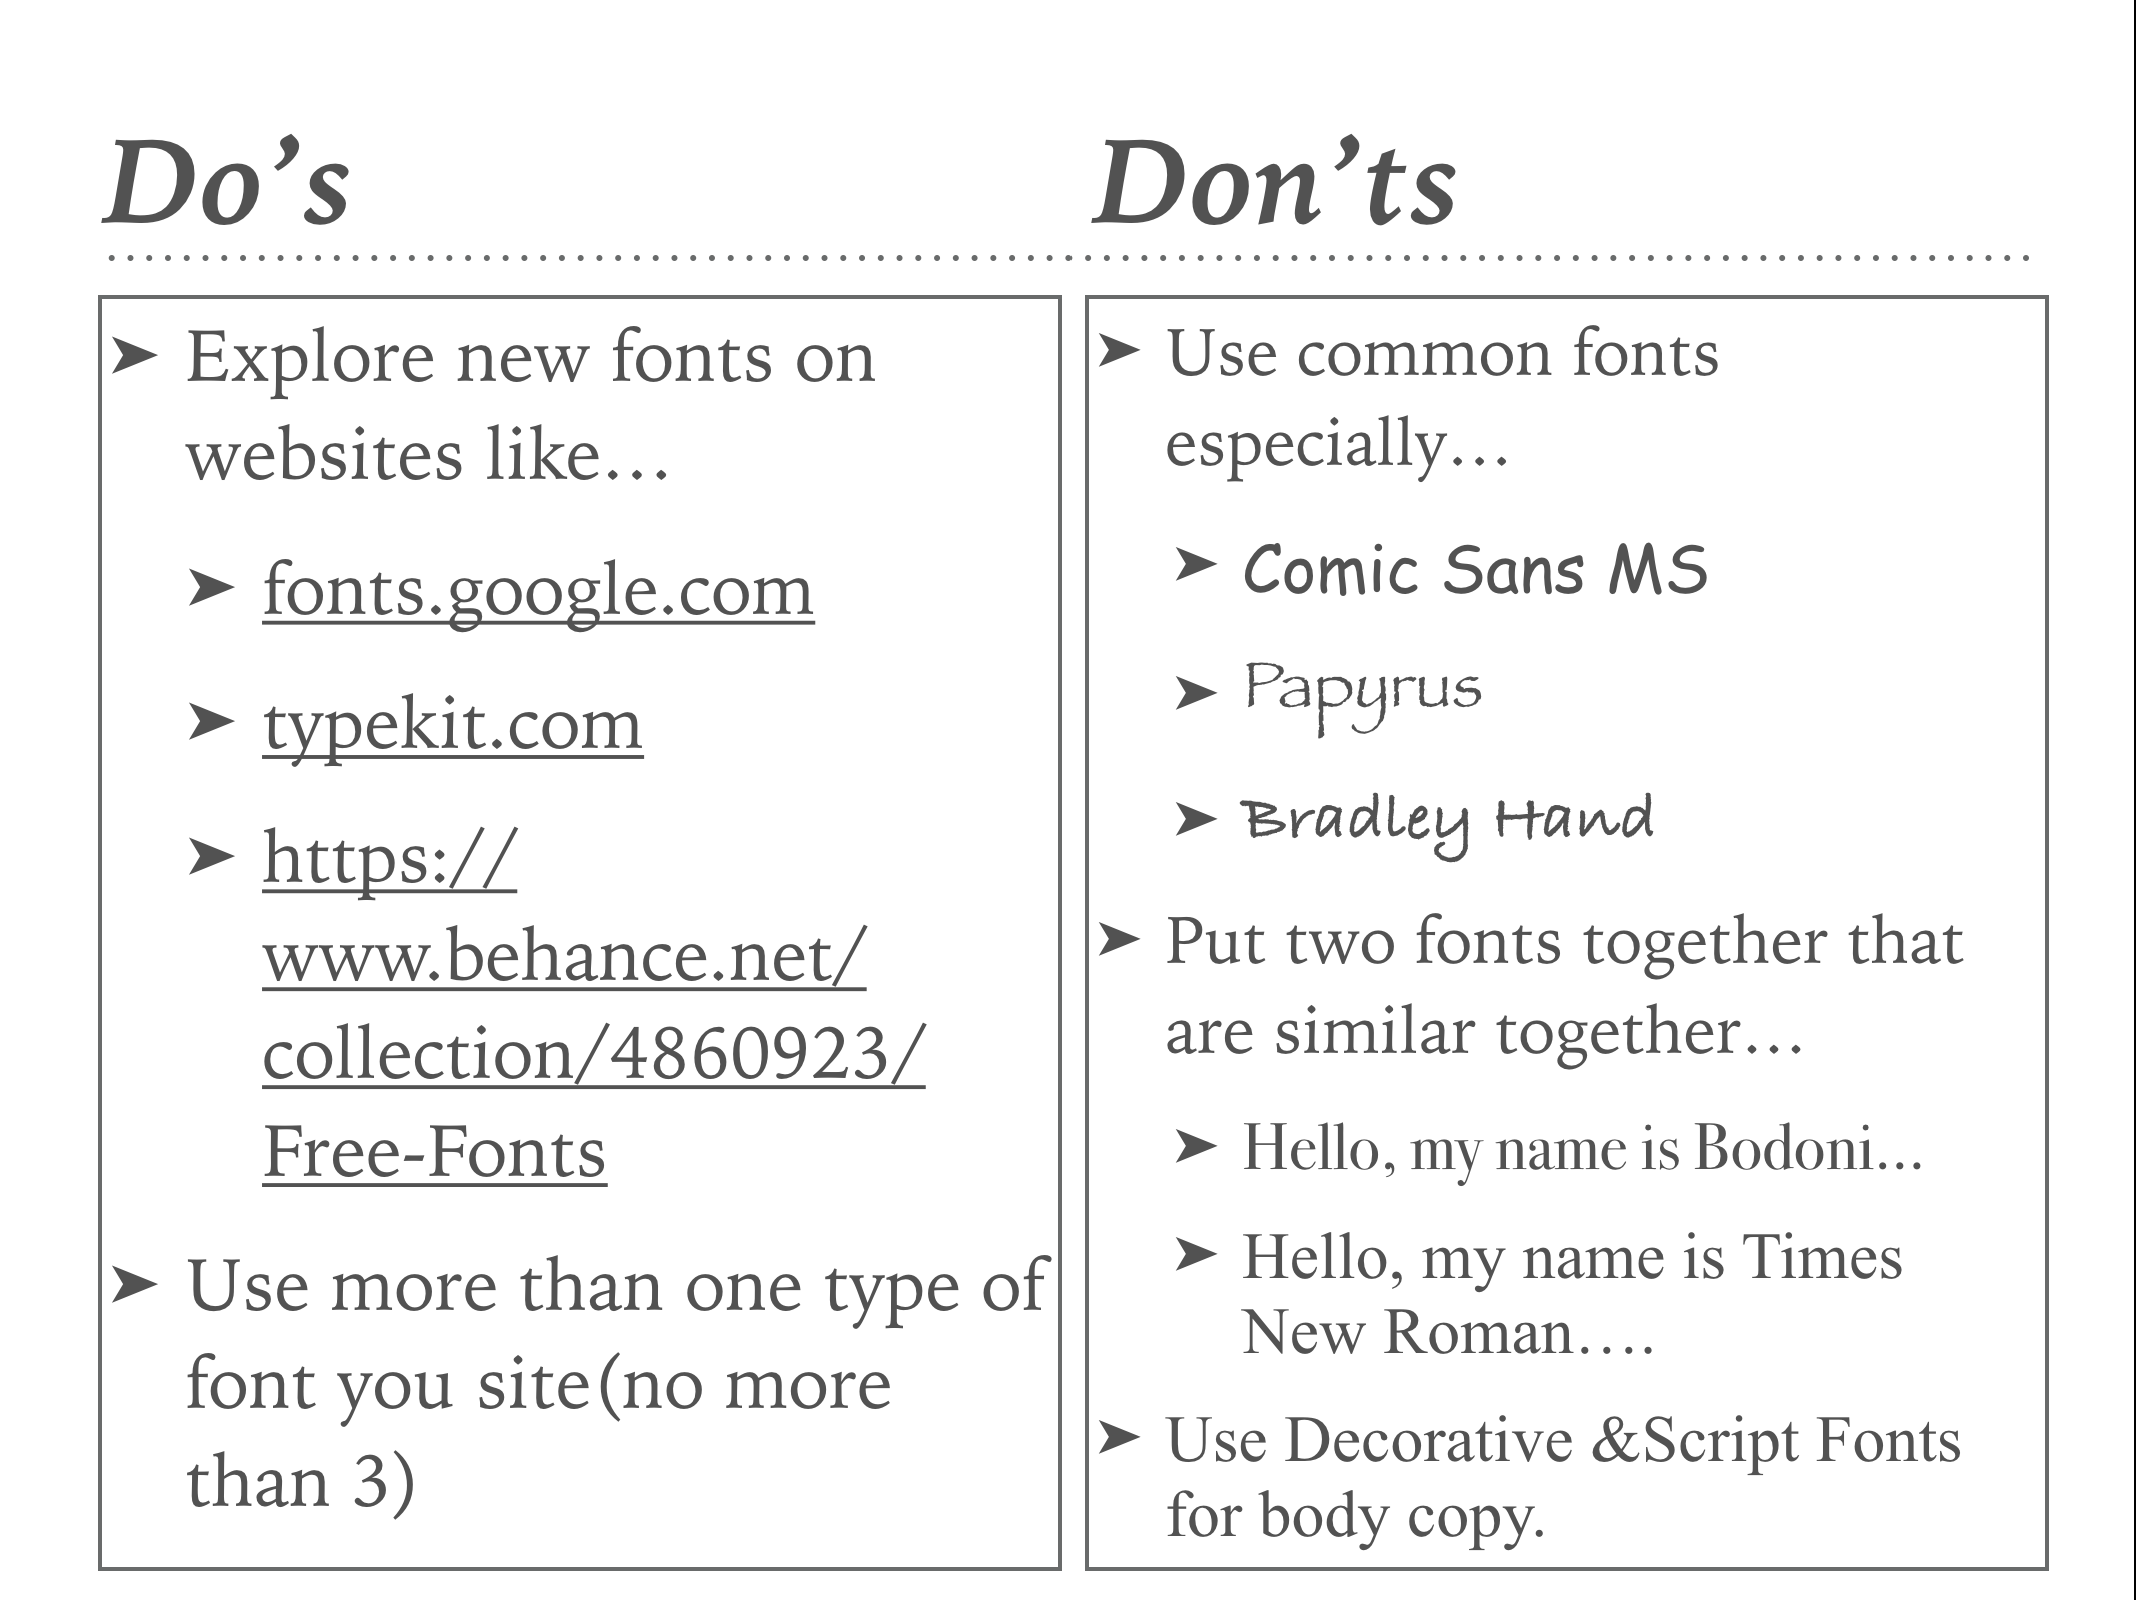 Do’s
Explore new fonts on
websites like…
fonts.google.com
typekit.com
https://
www.behance.net/
collection/4860923/
Free-Fonts
Use more than one type of
font you site(no more
than 3)
Don’ts
Use common fonts
especially…
Comic Sans MS
Papyrus
Bradley Hand
Put two fonts together that
are similar together…
Hello, my name is Bodoni…
Hello, my name is Times
New Roman….
Use Decorative &Script Fonts
for body copy.